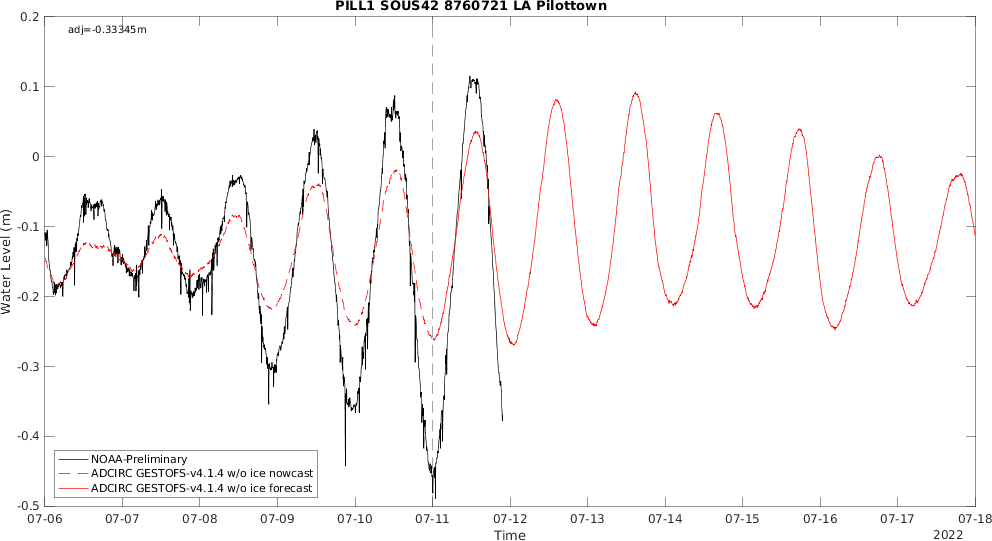 PILL1 SOUS42 8760721 LA Pilottown
adj=-0.33345m
0.2
0.1
0
-0.1
-0.2
-0.3
-0.4
-0.5
Water Level (m)
NOAA-Preliminary
ADCIRC GESTOFS-v4.1.4 w/o ice nowcast
ADCIRC GESTOFS-v4.1.4 w/o ice forecast
07-06 07-07 07-08 07-09 07-10 07-11 07-12 07-13 07-14 07-15 07-16 07-17 07-18
Time
2022